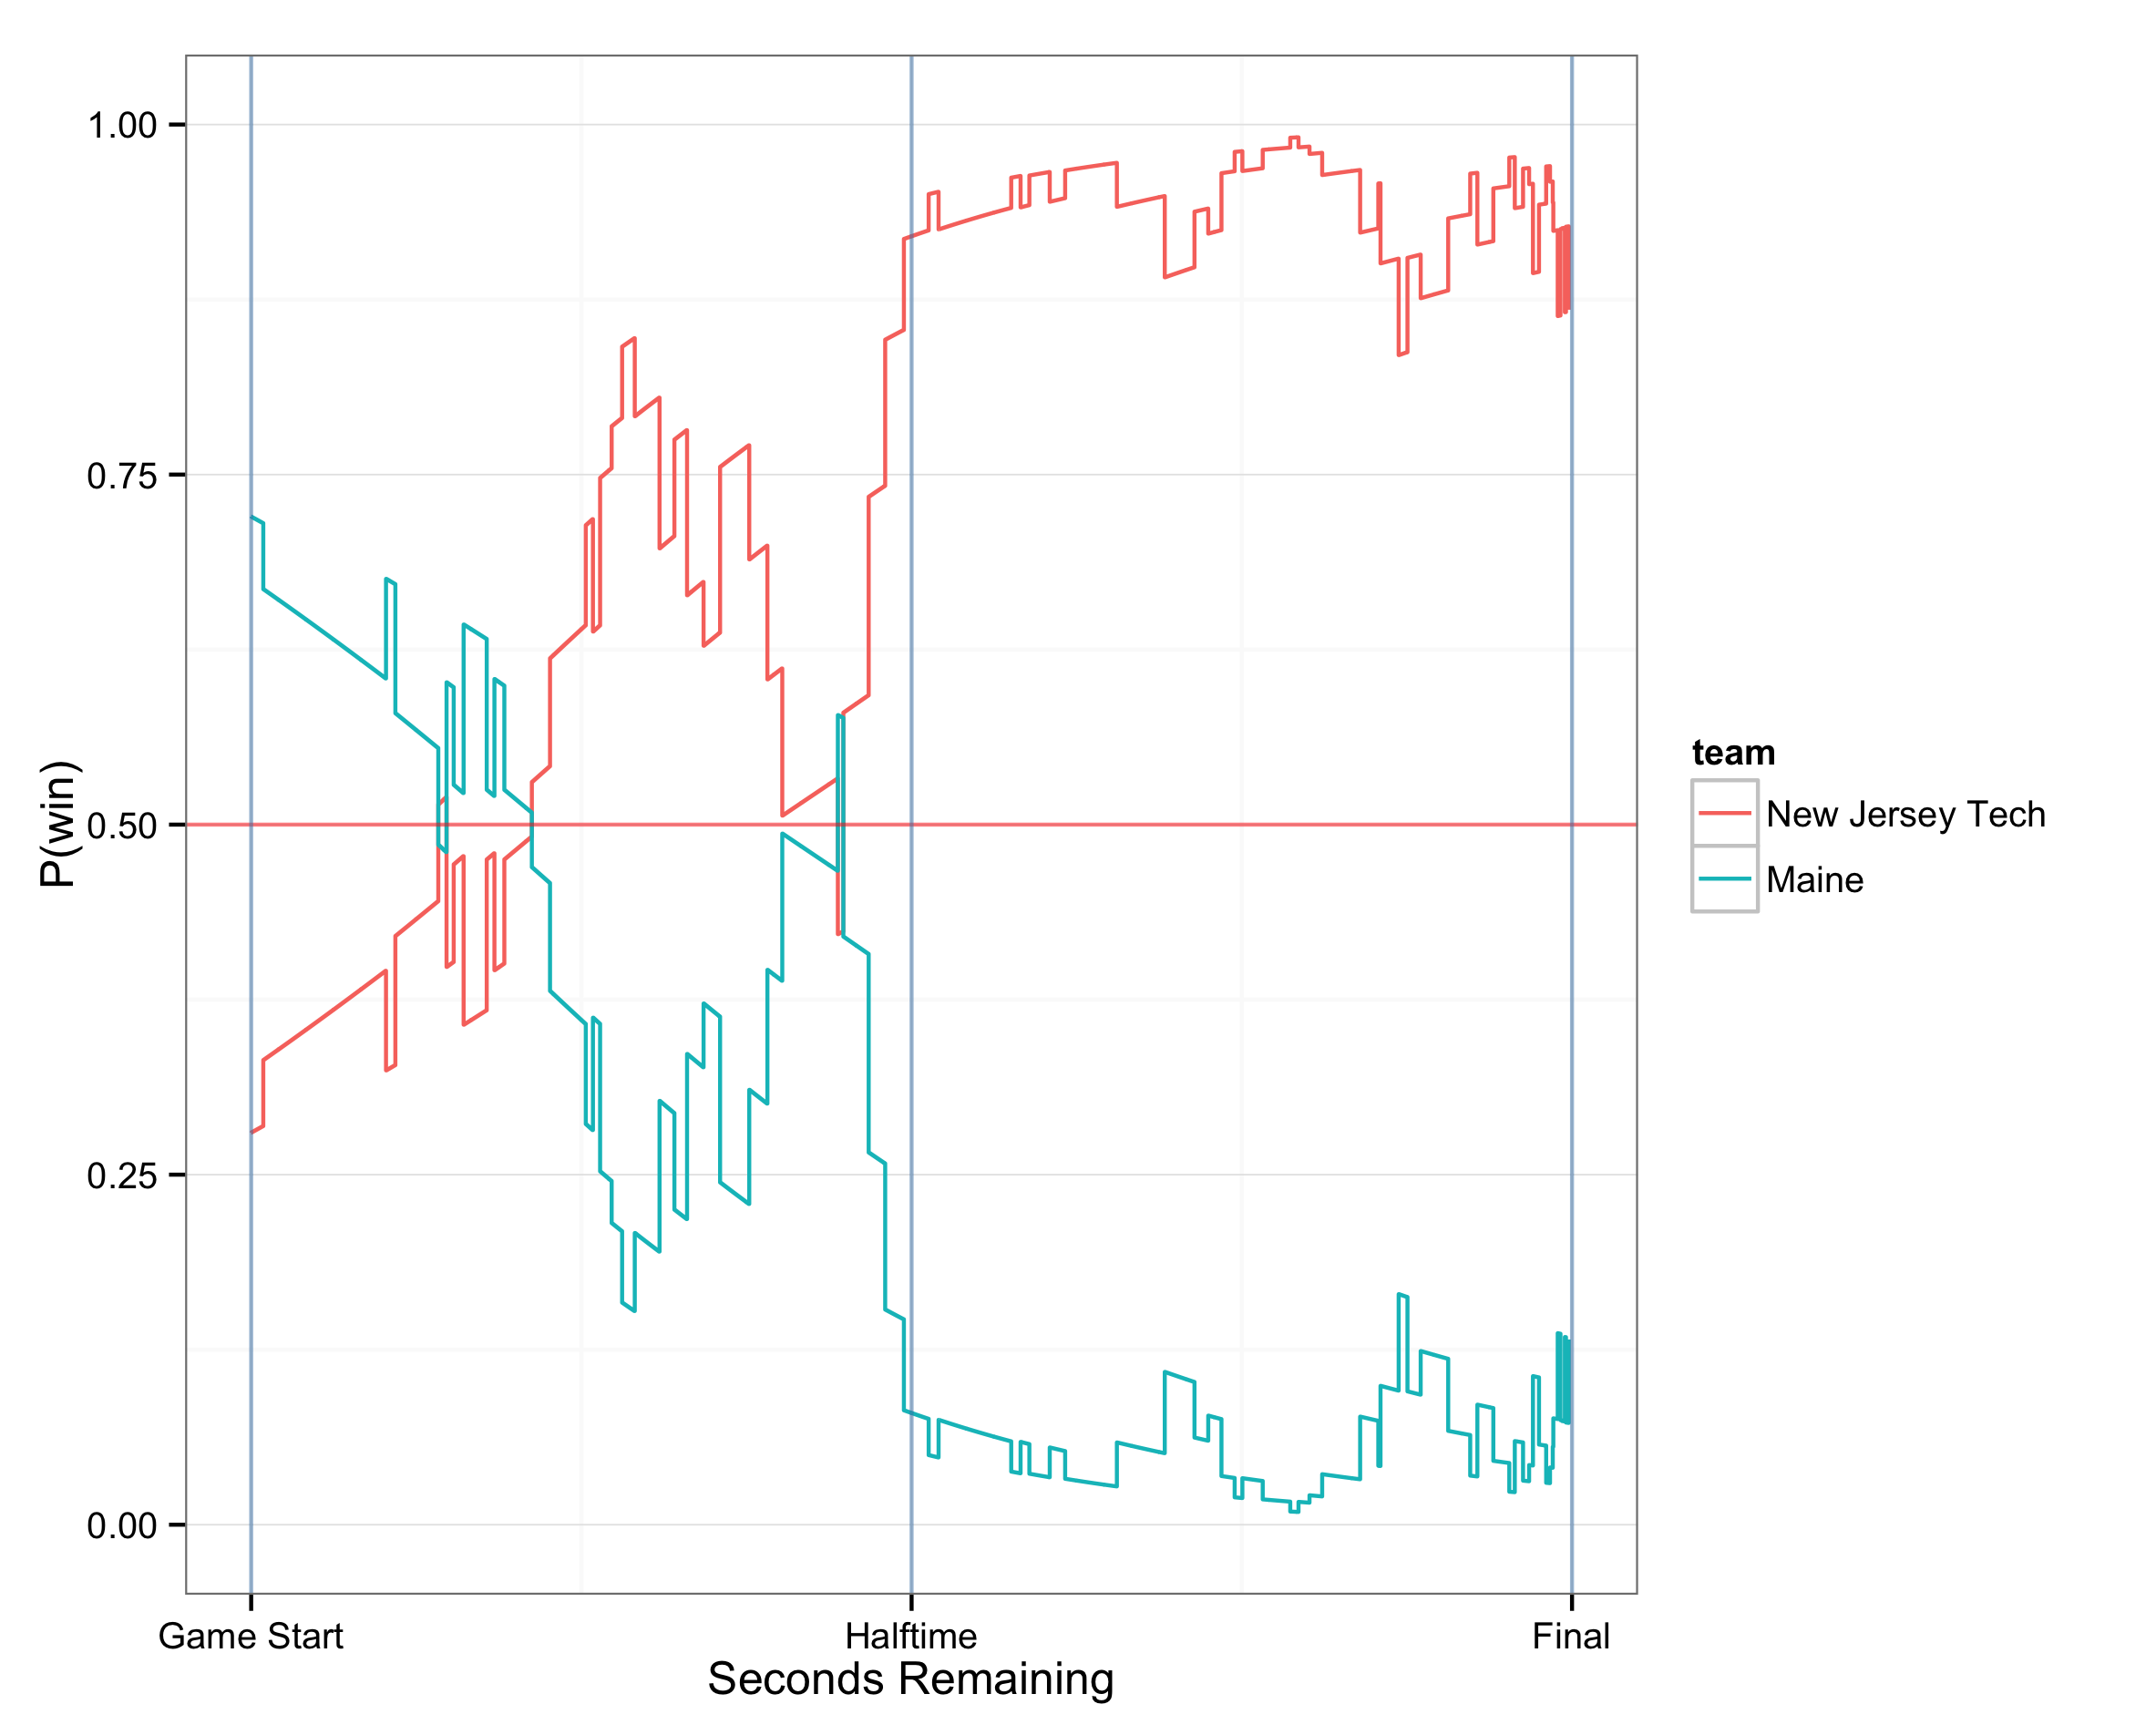 1.00
0.75
0.50
0.25
0.00
P(win)
Game Start
Halftime
Final
Seconds Remaining
team
New Jersey Tech
Maine